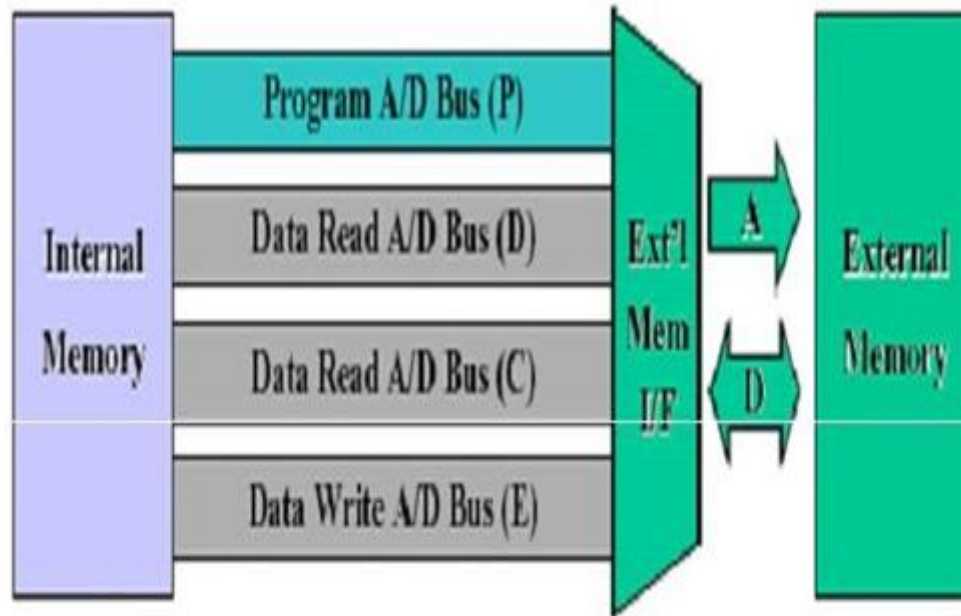 Internal
Memory
Program A/D Bus (P)
Data Read A/D Bus (D)
Data Read A/D Bus (C)
Data Write A/D Bus (E)
Ext'l
Mem
I/F
A
D
External
Memory